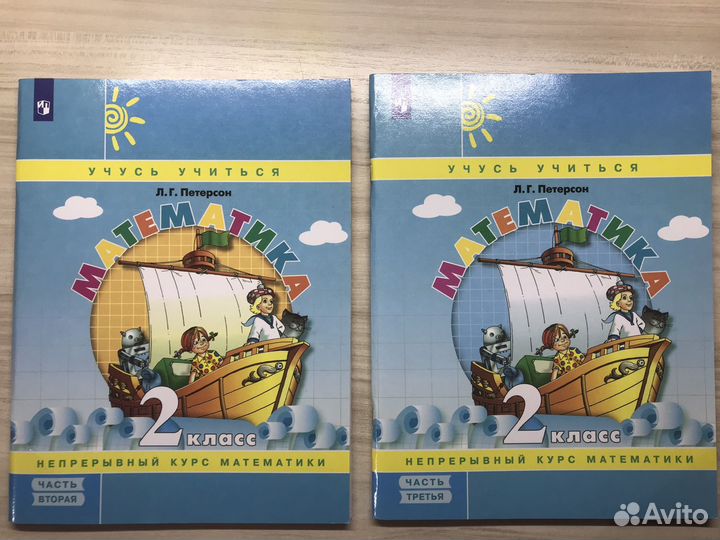 УЧУСЬ УЧИТЬСЯ
Л. Г. Петерсон
МАТЕМАТИКА
2 класс
НЕПРЕРЫВНЫЙ КУРС МАТЕМАТИКИ
ЧАСТЬ
ВТОРАЯ
УЧУСЬ УЧИТЬСЯ
Л. Г. Петерсон
МАТЕМАТИКА
2 класс
НЕПРЕРЫВНЫЙ КУРС МАТЕМАТИКИ
ЧАСТЬ
ТРЕТЬЯ
Avito